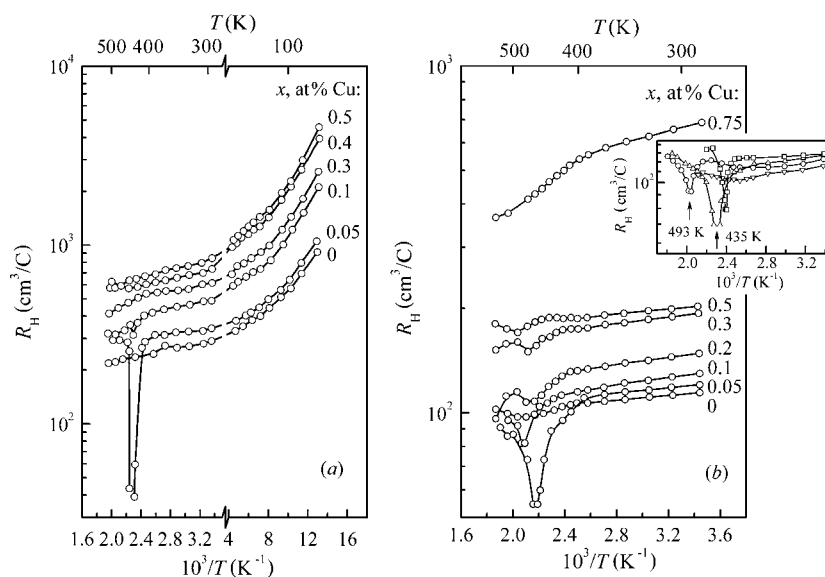 T (K)
500 400 300 100
R_H (cm^3/C)
10^4
10^3
10^2
x, at% Cu:
0.5
0.4
0.3
0.1
0.05
0
(a)
1.6 2.0 2.4 2.8 3.2 4 8 12 16
10^3/T (K^-1)
T (K)
500 400 300
R_H (cm^3/C)
10^3
10^2
x, at% Cu:
0.75
R_H (cm^3/C)
10^2
493 K
435 K
2.0 2.4 2.8 3.2
10^3/T (K^-1)
0.5
0.3
0.2
0.1
0.05
0
(b)
1.6 2.0 2.4 2.8 3.2 3.6
10^3/T (K^-1)